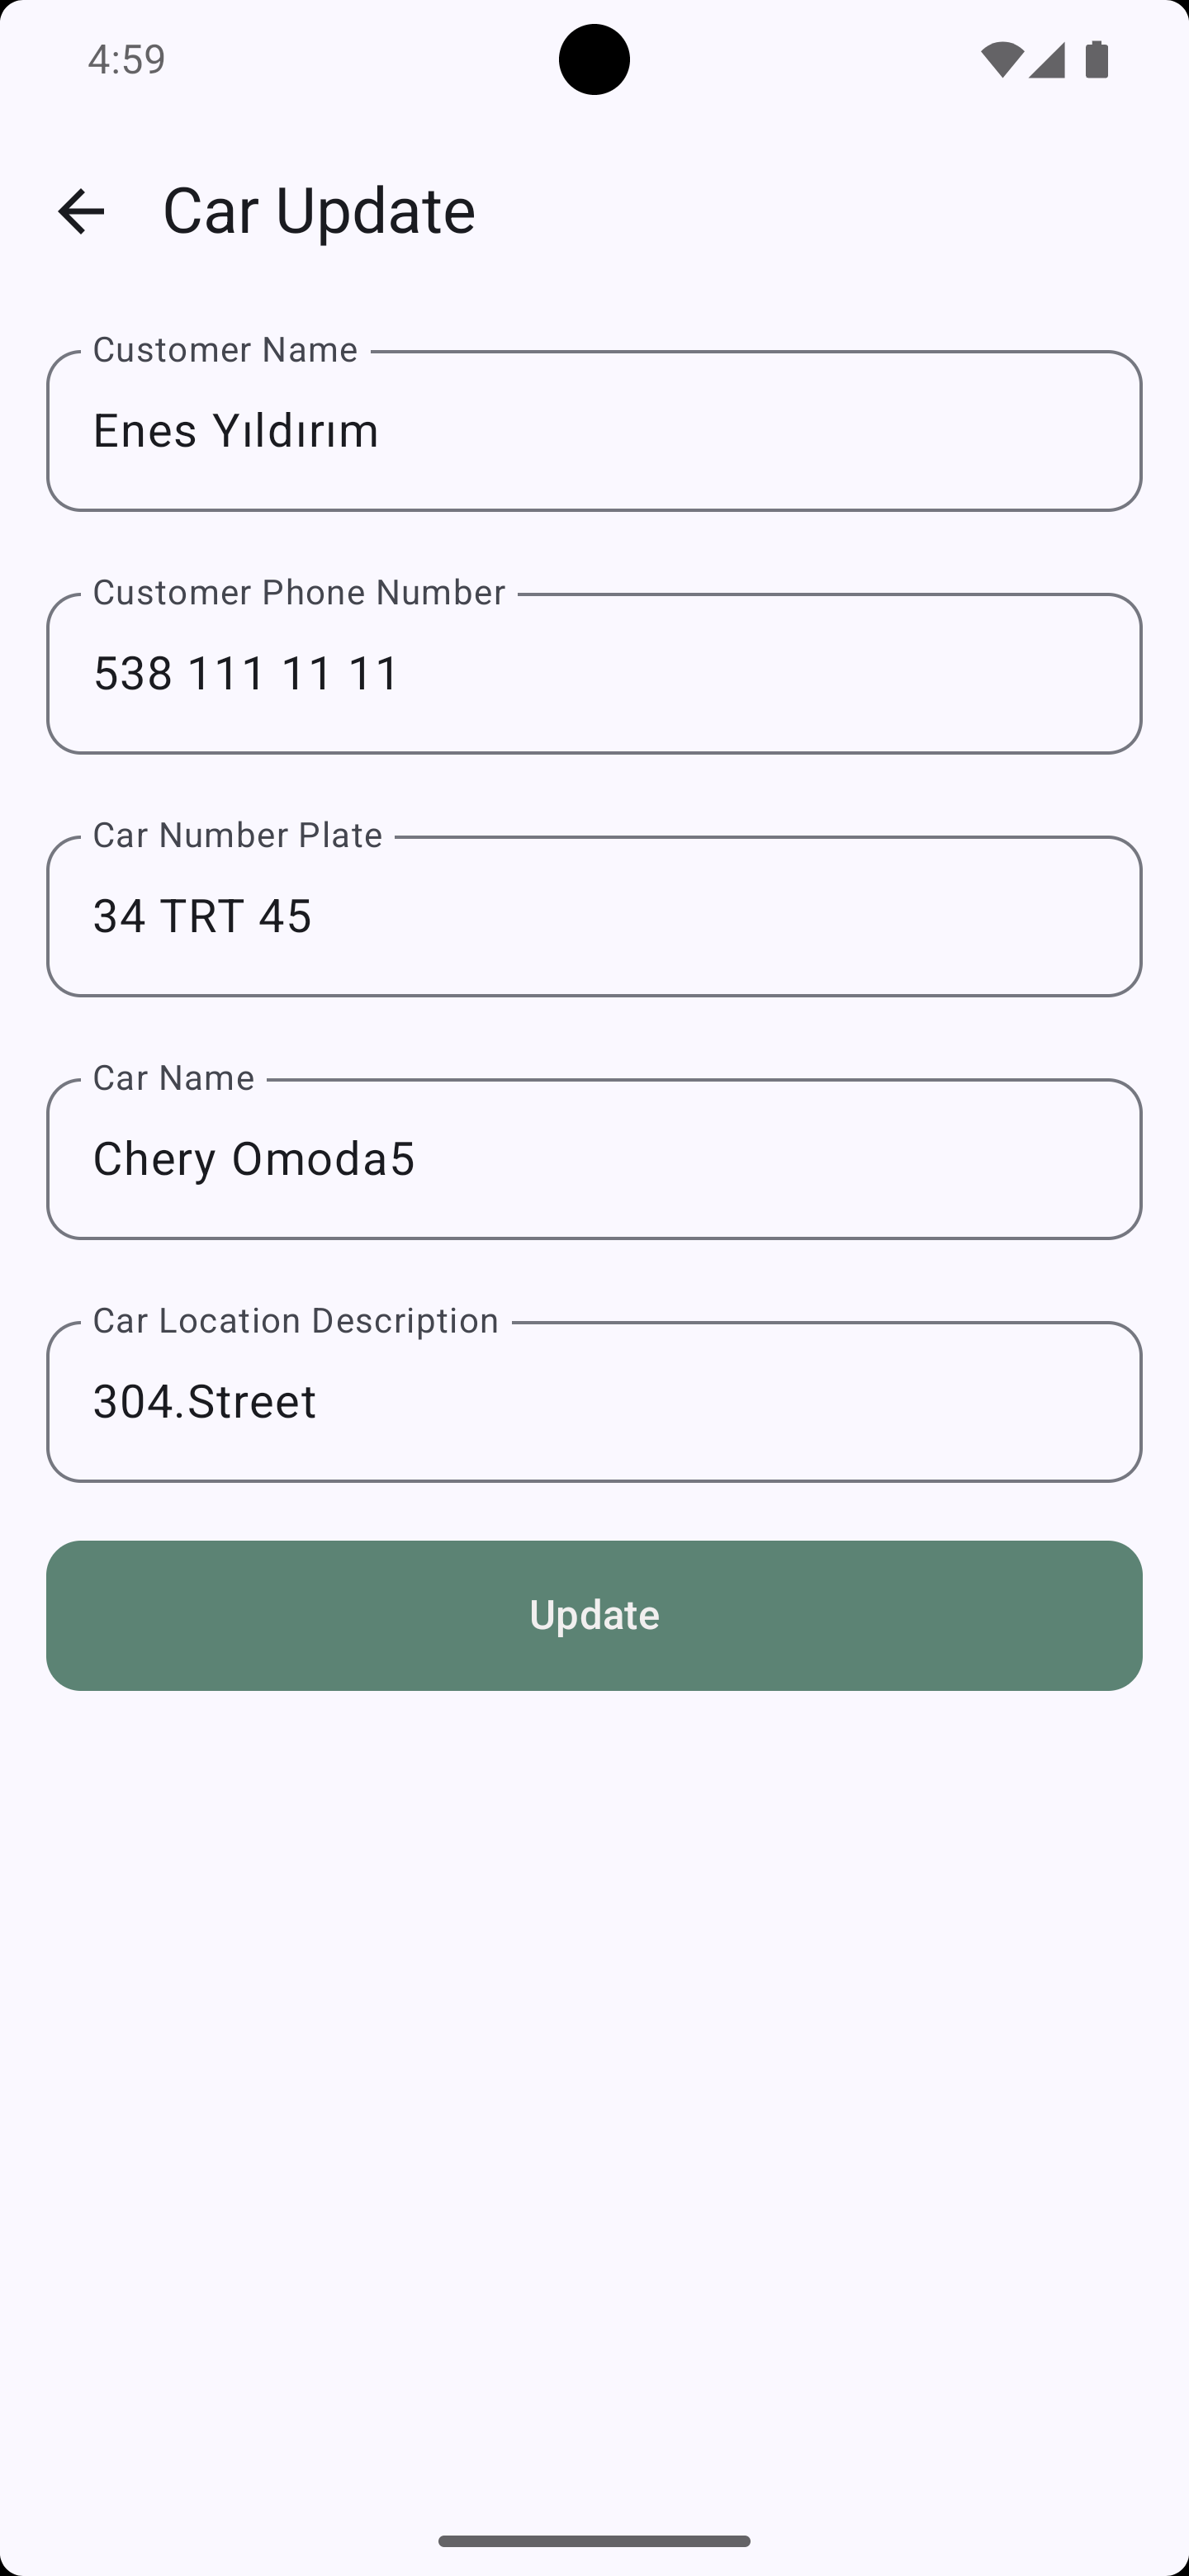 4:59
Car Update
Customer Name
Enes Yıldırım
Customer Phone Number
538 111 11 11
Car Number Plate
34 TRT 45
Car Name
Chery Omoda5
Car Location Description
304.Street
Update